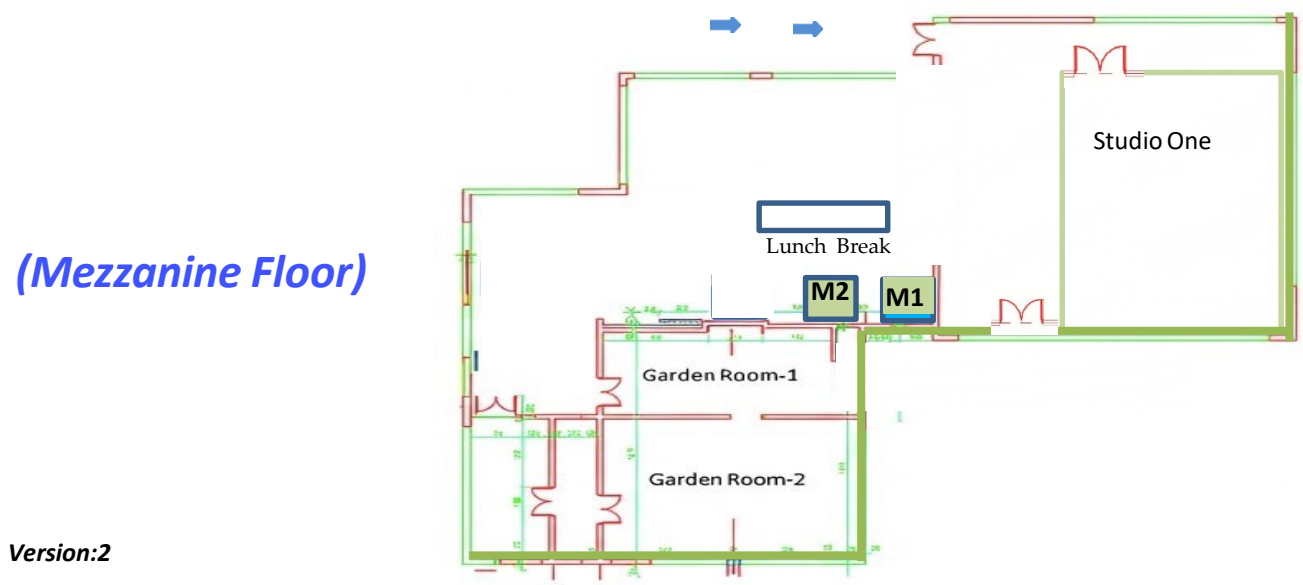 Studio One
Lunch Break
(Mezzanine Floor)
M2
M1
Garden Room-1
Garden Room-2
Version:2